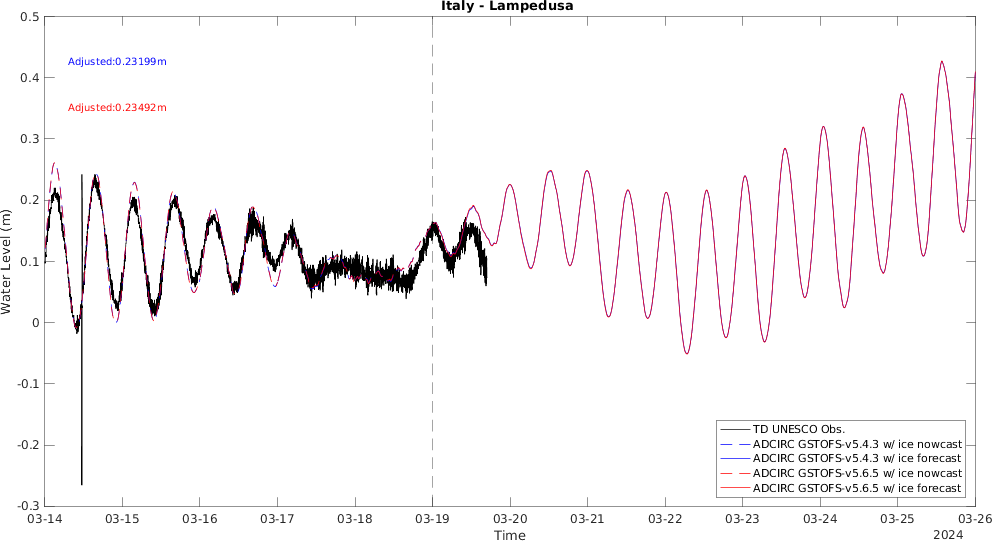 Italy - Lampedusa
Adjusted:0.23199m
Adjusted:0.23492m
Water Level (m)
0.5
0.4
0.3
0.2
0.1
0
-0.1
-0.2
-0.3
TD UNESCO Obs.
ADCIRC GSTOFS-v5.4.3 w/ ice nowcast
ADCIRC GSTOFS-v5.4.3 w/ ice forecast
ADCIRC GSTOFS-v5.6.5 w/ ice nowcast
ADCIRC GSTOFS-v5.6.5 w/ ice forecast
03-14 03-15 03-16 03-17 03-18 03-19 03-20 03-21 03-22 03-23 03-24 03-25 03-26
Time
2024